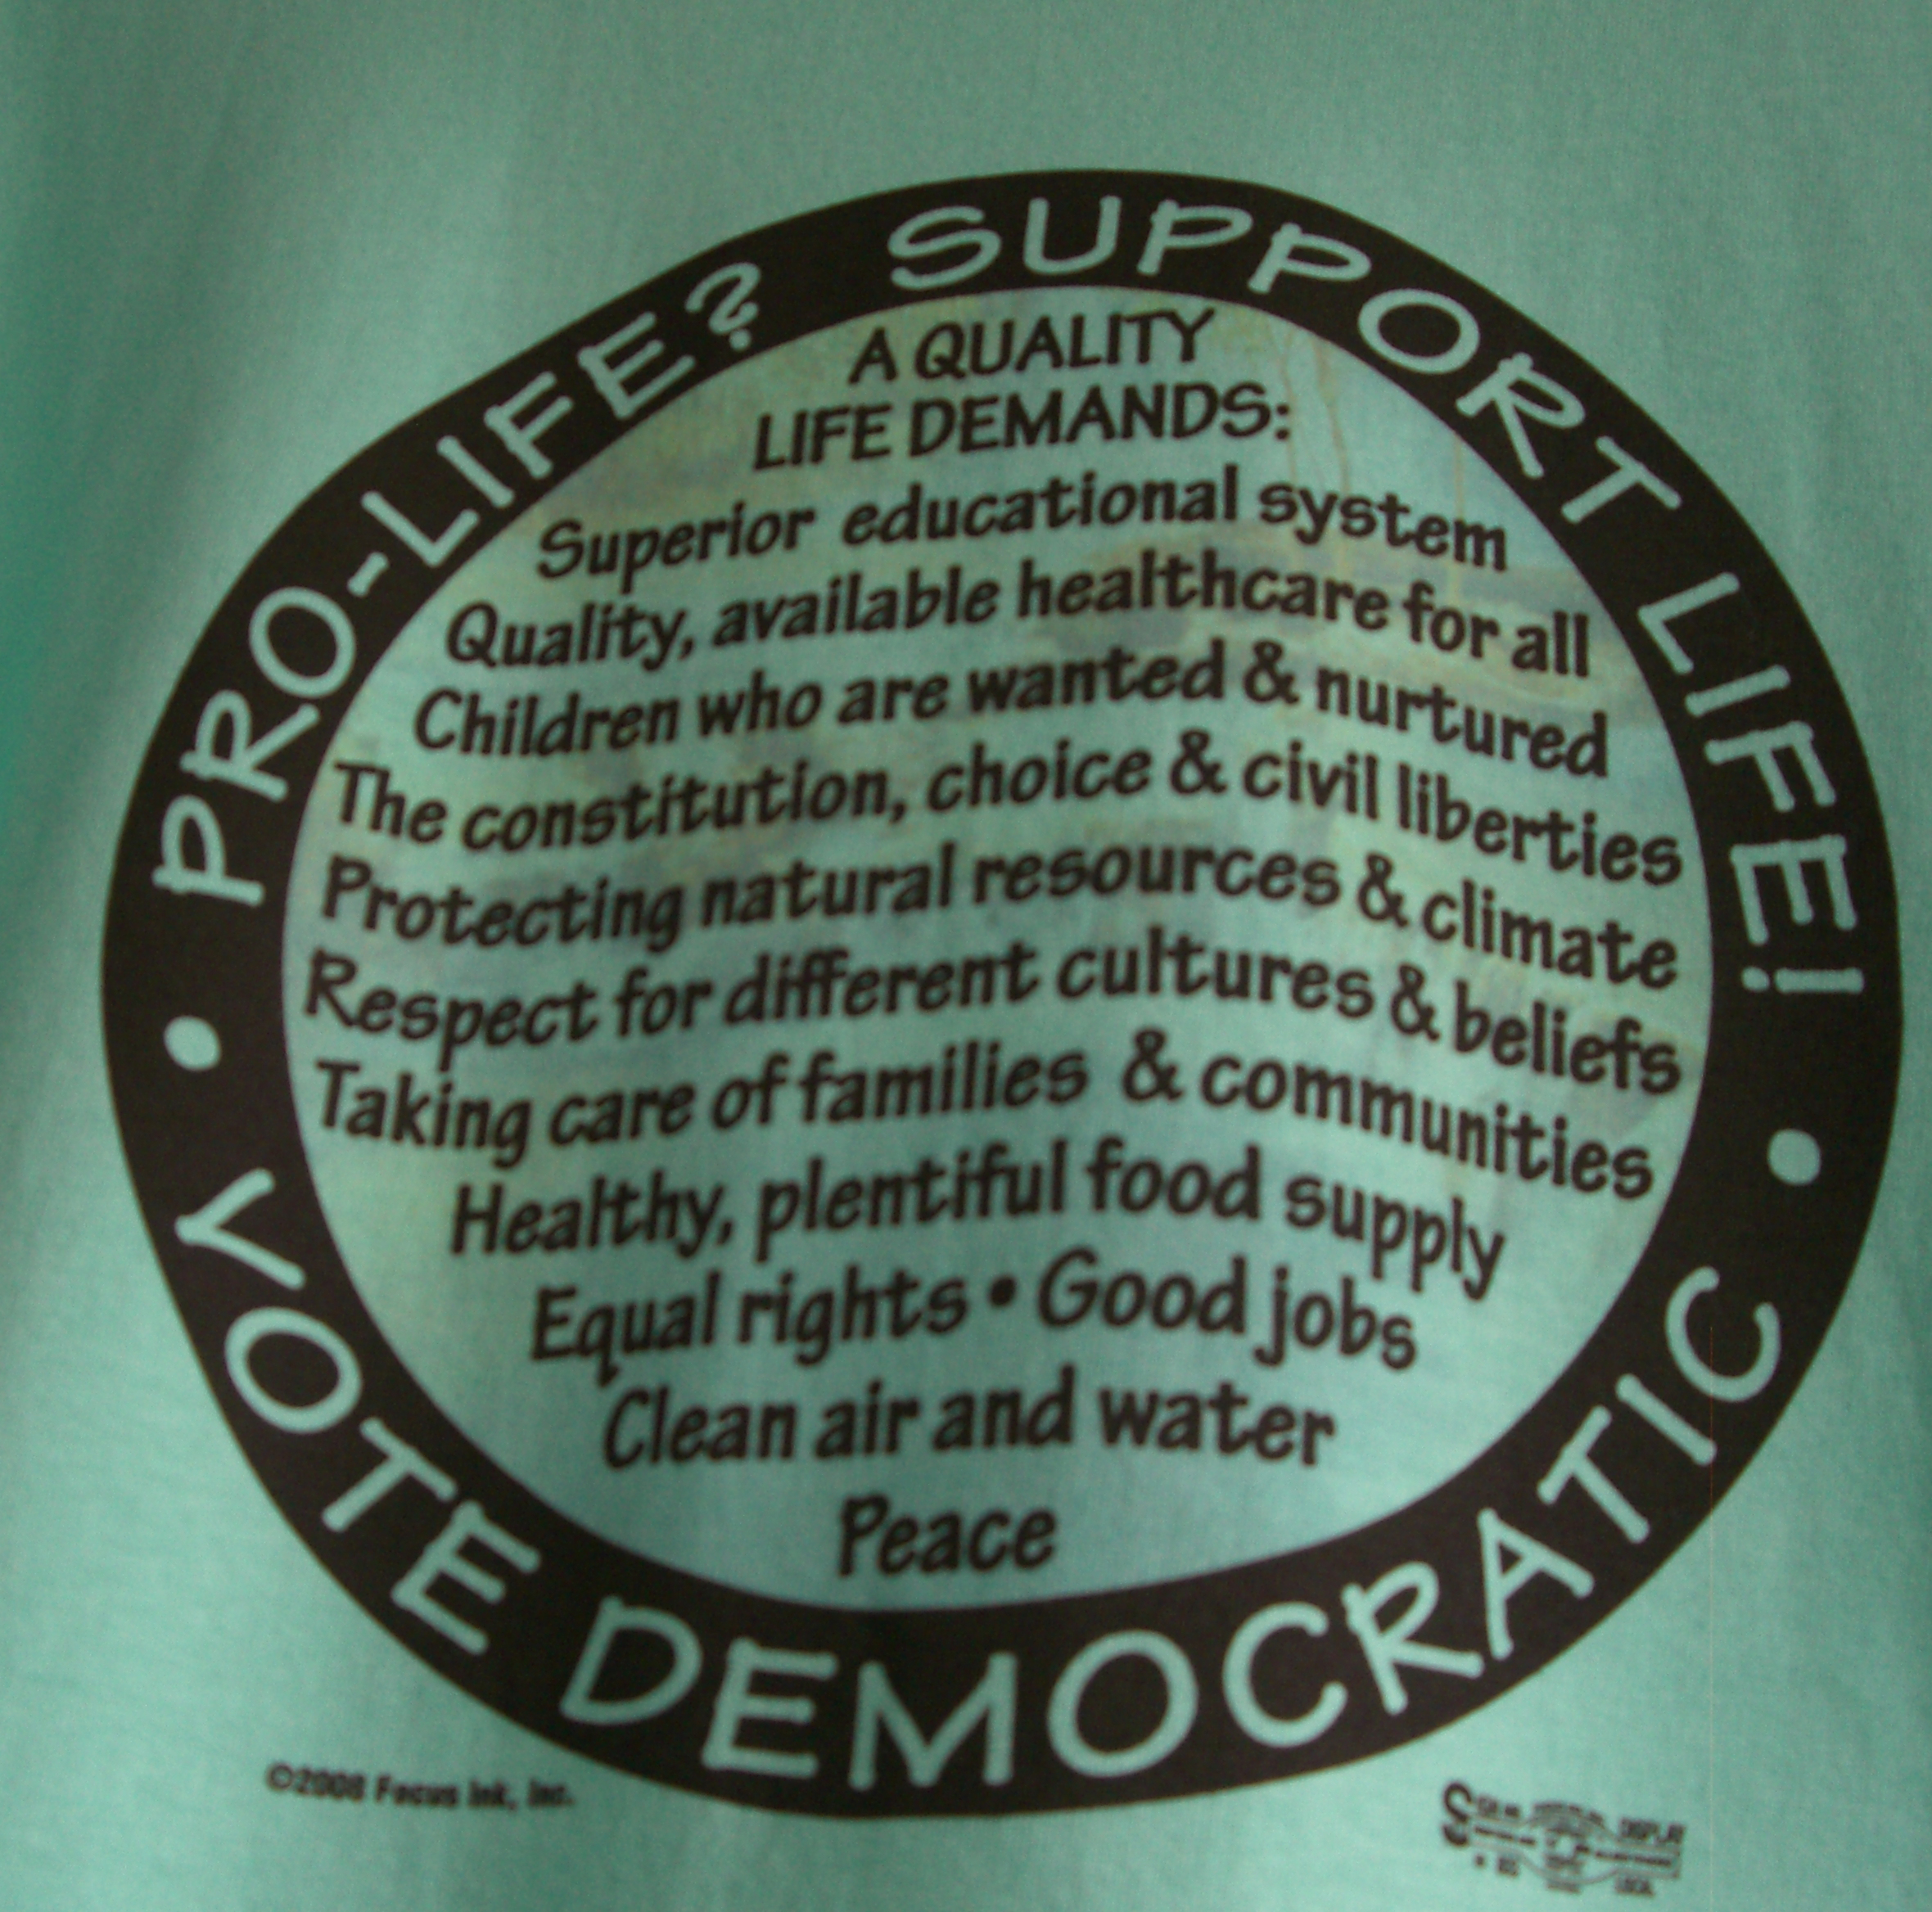 PRO-LIFE? SUPPORT LIFE!
A QUALITY
LIFE DEMANDS:
Superior educational system
Quality, available healthcare for all
Children who are wanted & nurtured
The constitution, choice & civil liberties
Protecting natural resources & climate
Respect for different cultures & beliefs
Taking care of families & communities
Healthy, plentiful food supply
Equal rights • Good jobs
Clean air and water
Peace
• VOTE DEMOCRATIC •
©2008 Focus Ink, Inc.